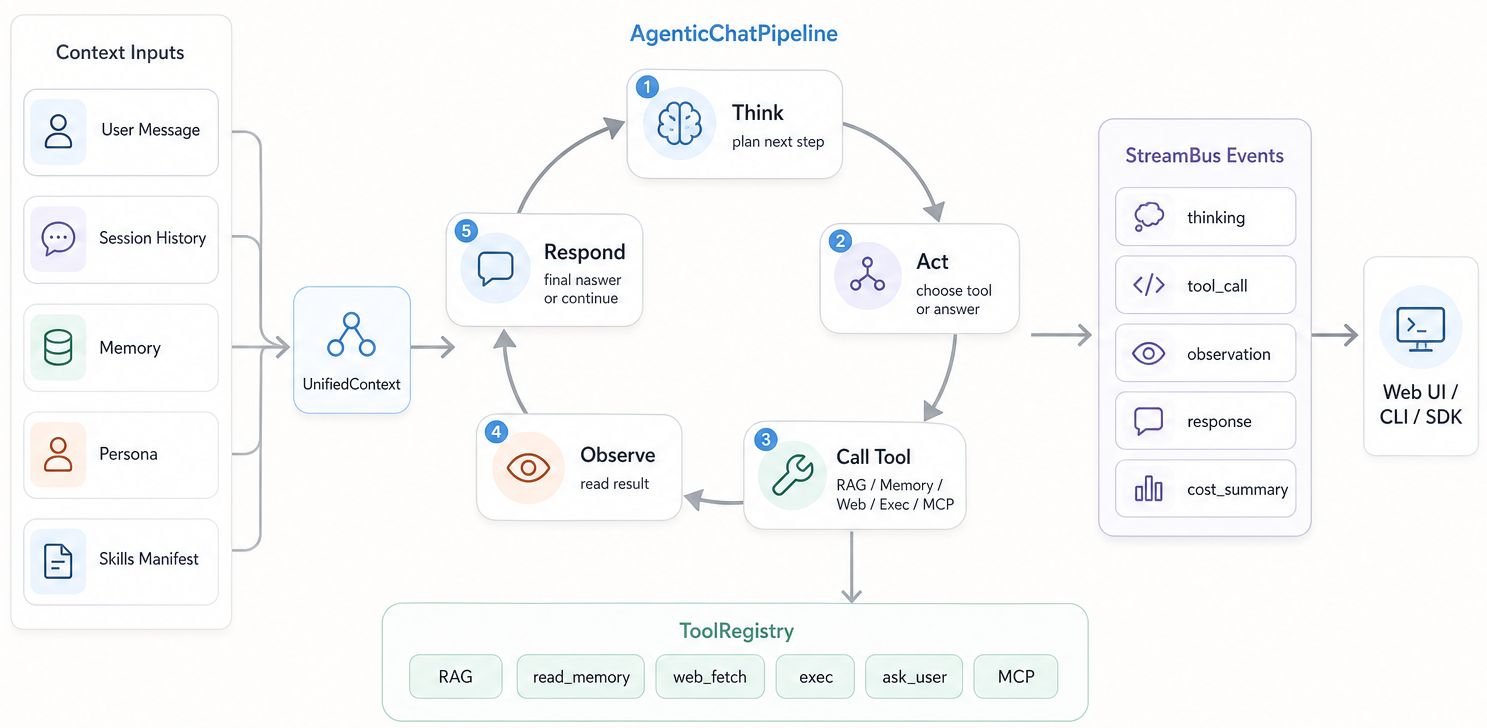 Context Inputs
User Message
Session History
Memory
Persona
Skills Manifest
UnifiedContext
AgenticChatPipeline
1
Think
plan next step
2
Act
choose tool
or answer
3
Call Tool
RAG / Memory /
Web / Exec / MCP
4
Observe
read result
5
Respond
final naswer
or continue
ToolRegistry
RAG
read_memory
web_fetch
exec
ask_user
MCP
StreamBus Events
thinking
tool_call
observation
response
cost_summary
Web UI /
CLI / SDK